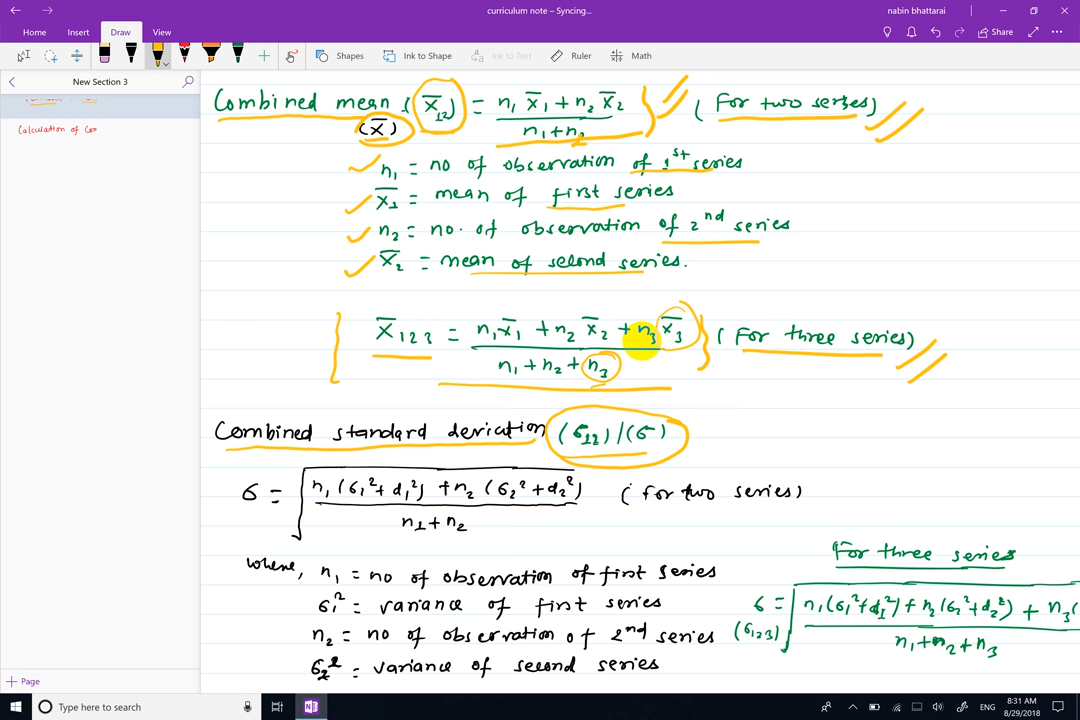 curriculum note – Syncing...
nabin bhattarai
Home Insert Draw View
Share
Shapes Ink to Shape Ink to Text Ruler Math
New Section 3
Calculation of
Combined mean (X̄₁₂) = n₁X̄₁ + n₂X̄₂ / n₁+n₂ (For two series)
(X̄)
n₁ = no of observation of 1st series
X̄₁ = mean of first series
n₂ = no. of observation of 2nd series
X̄₂ = mean of second series.
X̄₁₂₃ = n₁X̄₁ + n₂X̄₂ + n₃X̄₃ / n₁+n₂+n₃ (For three series)
Combined standard deviation (σ₁₂)/(σ)
σ = √ n₁(σ₁²+d₁²) + n₂(σ₂²+d₂²) / n₁+n₂ (for two series)
For three series
where, n₁ = no of observation of first series
σ₁² = variance of first series
σ = √ n₁(σ₁²+d₁²) + n₂(σ₂²+d₂²) + n₃( / n₁+n₂+n₃
(σ₁₂₃)
n₂ = no of observation of 2nd series
σ₂² = variance of second series
+ Page
Type here to search
ENG
8:31 AM
8/29/2018